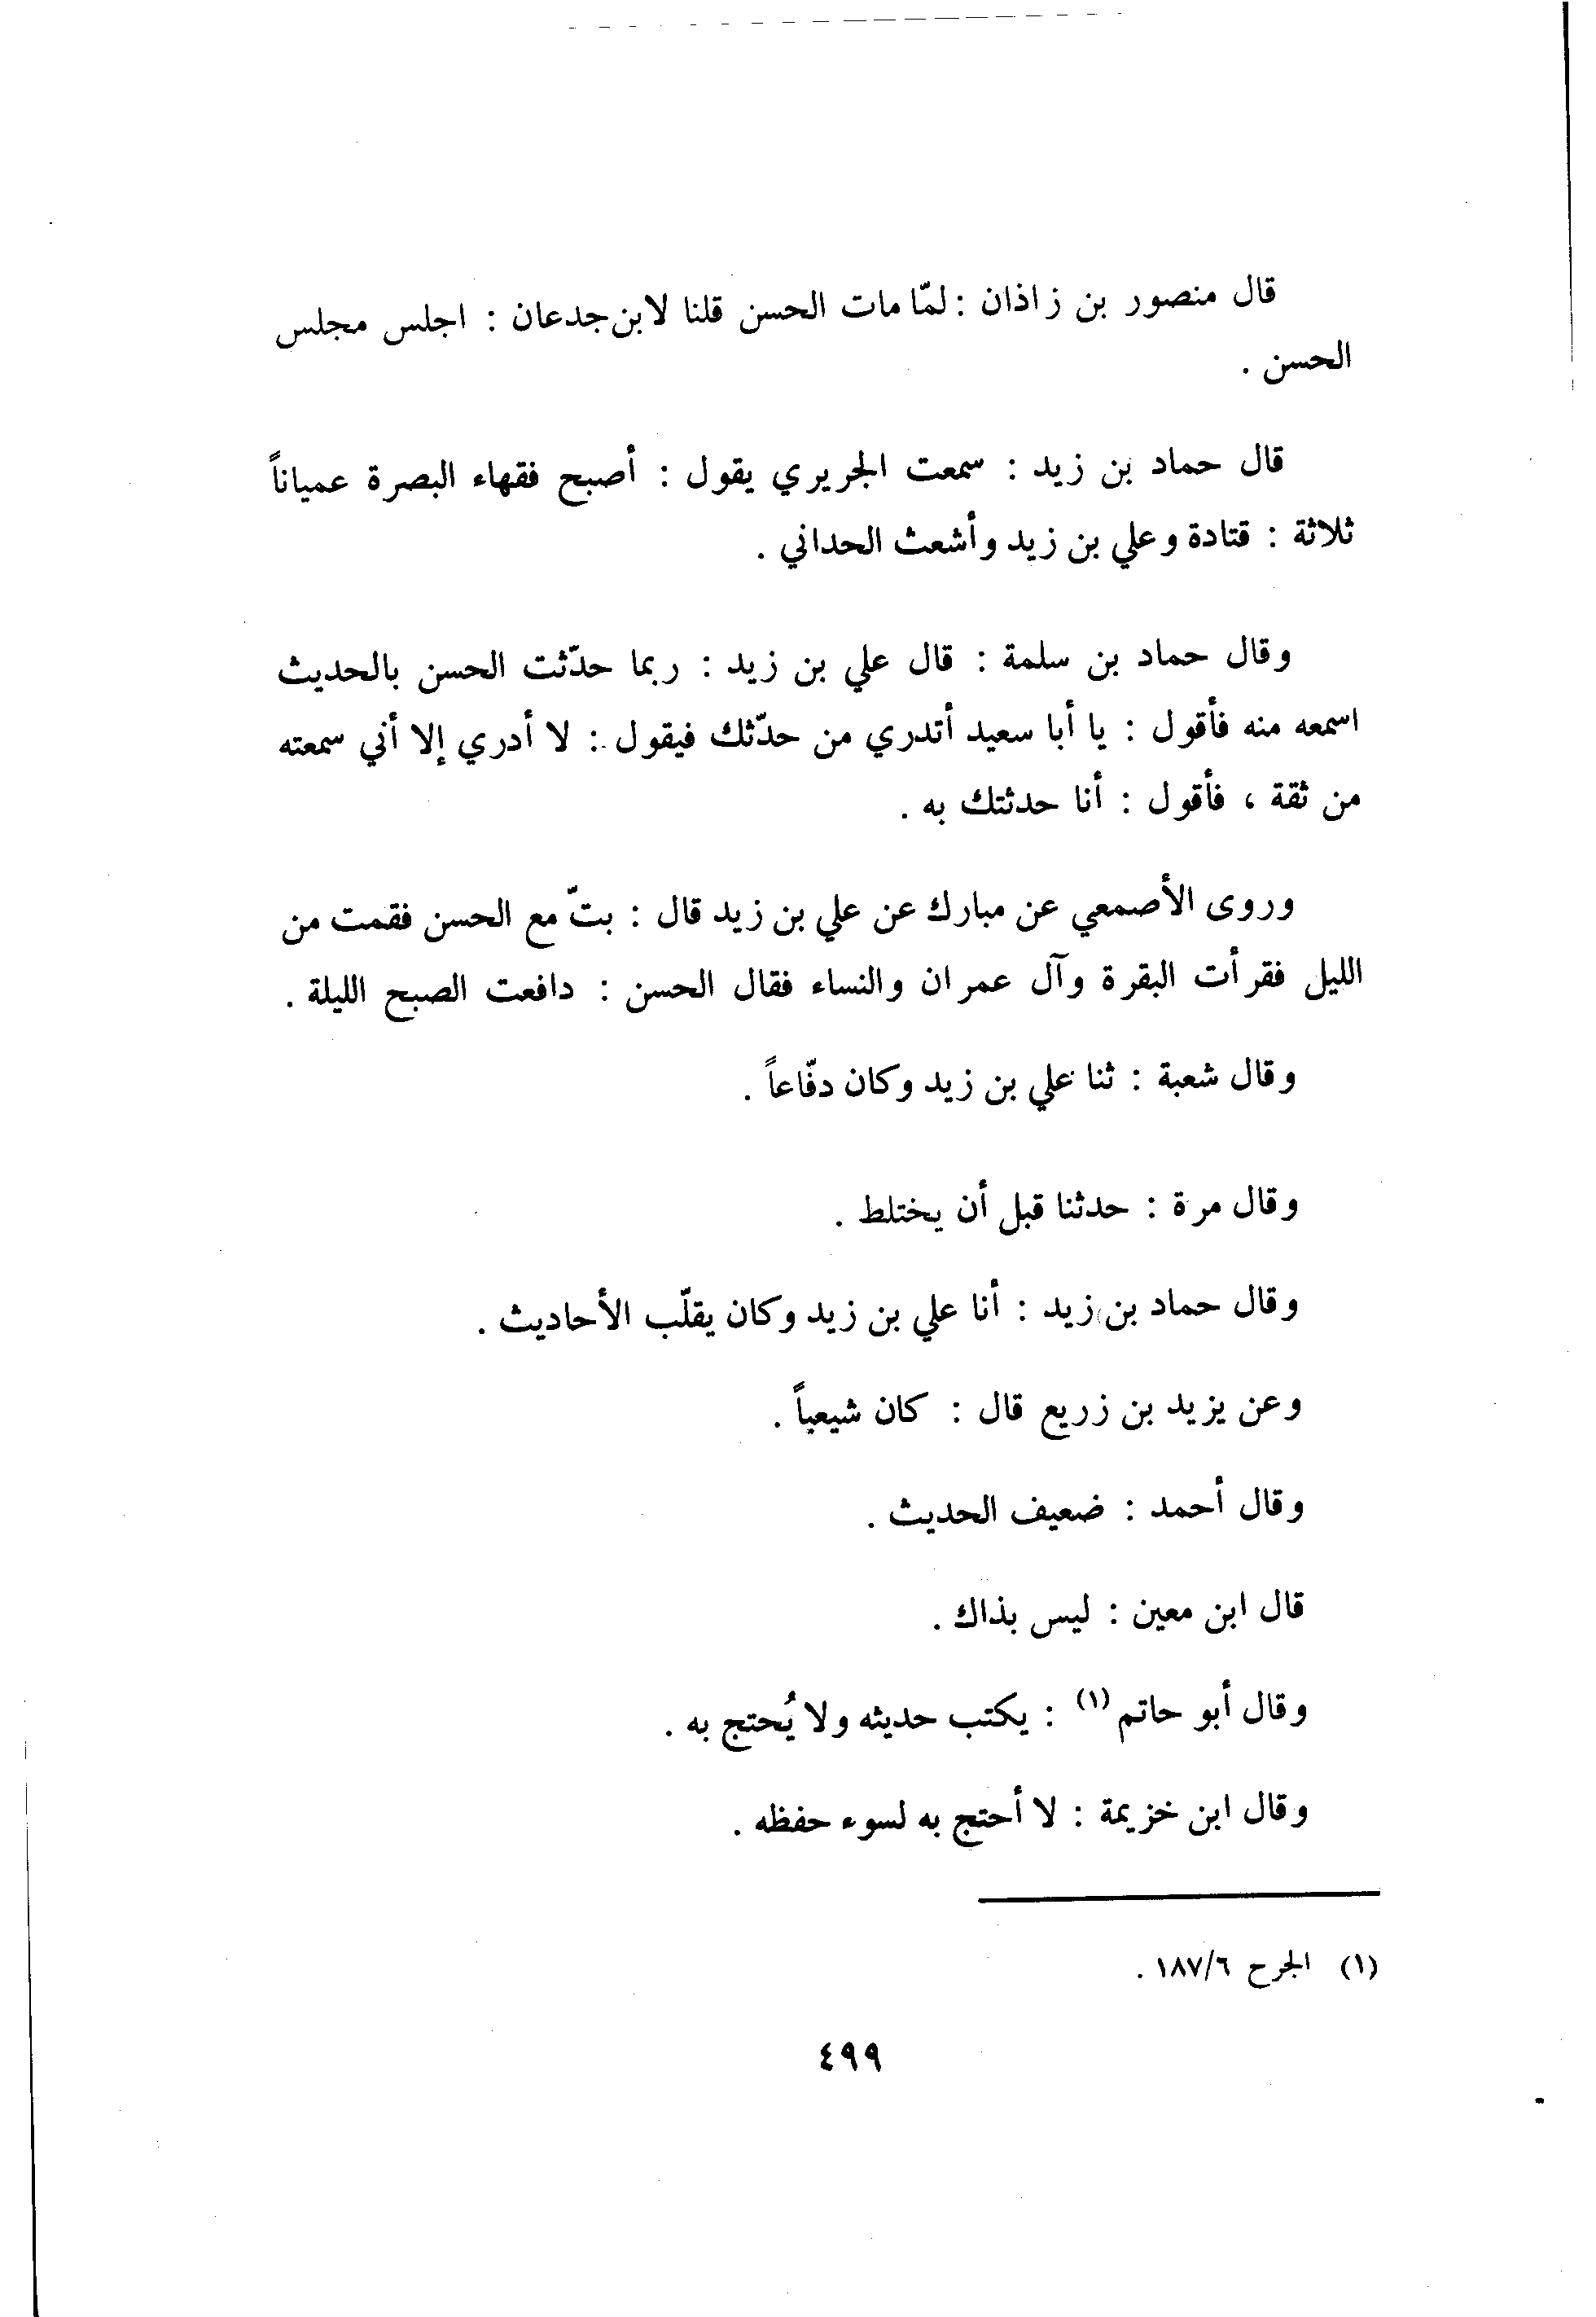 قال منصور بن زاذان : لمّا مات الحسن قلنا لابن جدعان : اجلس مجلس
الحسن .
قال حماد بن زيد : سمعت الجريري يقول : أصبح فقهاء البصرة عمياناً
ثلاثة : قتادة وعلي بن زيد وأشعث الحداني .
وقال حماد بن سلمة : قال علي بن زيد : ربما حدّثت الحسن بالحديث
اسمعه منه فأقول : يا أبا سعيد أتدري من حدّثك فيقول : لا أدري إلا أني سمعته
من ثقة ، فأقول : أنا حدثتك به .
وروى الأصمعي عن مبارك عن علي بن زيد قال : بتّ مع الحسن فقمت من
الليل فقرأت البقرة وآل عمران والنساء فقال الحسن : دافعت الصبح الليلة .
وقال شعبة : ثنا علي بن زيد وكان دفّاعاً .
وقال مرة : حدثنا قبل أن يختلط .
وقال حماد بن زيد : أنا علي بن زيد وكان يقلّب الأحاديث .
وعن يزيد بن زريع قال : كان شيعياً .
وقال أحمد : ضعيف الحديث .
قال ابن معين : ليس بذاك .
وقال أبو حاتم (١) : يكتب حديثه ولا يُحتج به .
وقال ابن خزيمة : لا أحتج به لسوء حفظه .
(١) الجرح ١٨٧/٦ .
٤٩٩